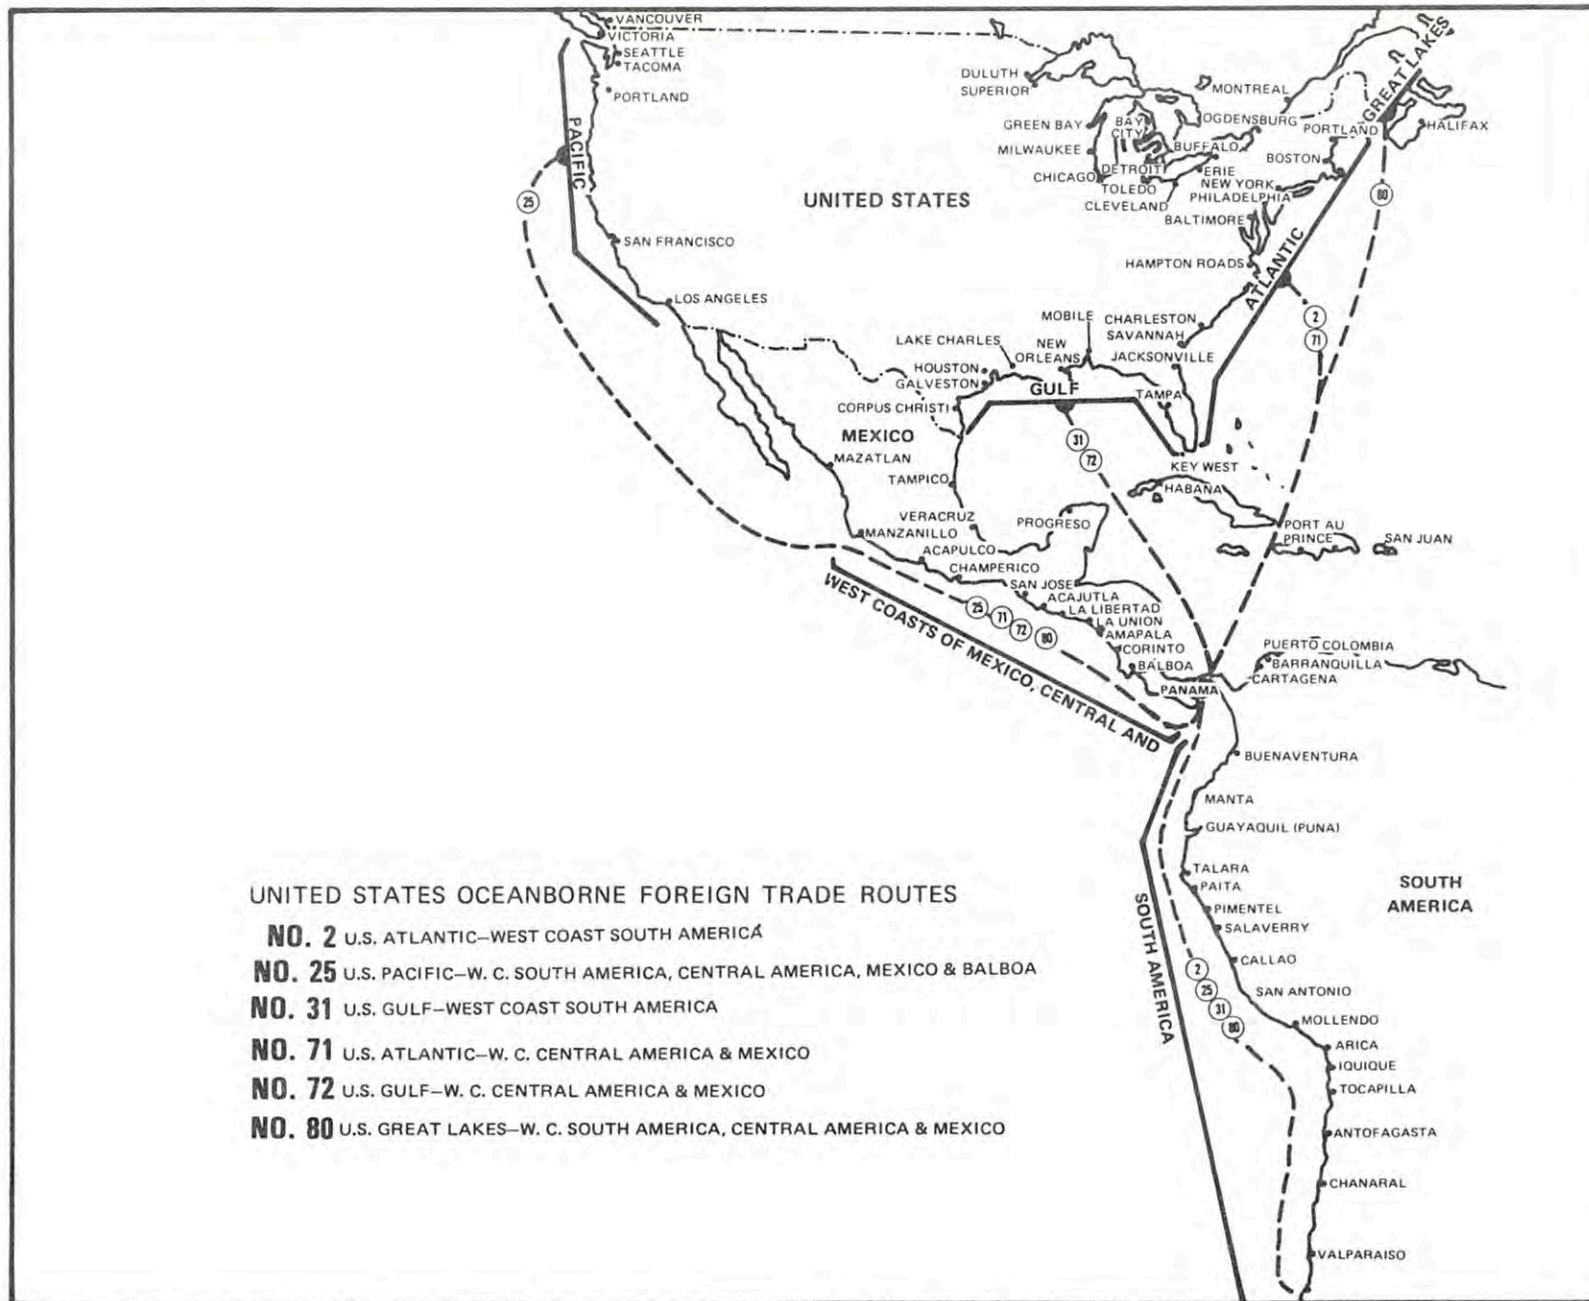 VANCOUVER
VICTORIA
SEATTLE
TACOMA
PORTLAND
PACIFIC
25
SAN FRANCISCO
LOS ANGELES
UNITED STATES
DULUTH
SUPERIOR
GREEN BAY
MILWAUKEE
CHICAGO
BAY
CITY
DETROIT
TOLEDO
CLEVELAND
MONTREAL
OGDENSBURG
BUFFALO
ERIE
GREAT LAKES
PORTLAND
HALIFAX
BOSTON
NEW YORK
PHILADELPHIA
BALTIMORE
80
HAMPTON ROADS
ATLANTIC
2
71
CHARLESTON
SAVANNAH
JACKSONVILLE
MOBILE
NEW
ORLEANS
LAKE CHARLES
HOUSTON
GALVESTON
CORPUS CHRISTI
GULF
TAMPA
31
72
KEY WEST
HABANA
MEXICO
MAZATLAN
TAMPICO
VERACRUZ
PROGRESO
MANZANILLO
ACAPULCO
CHAMPERICO
SAN JOSE
ACAJUTLA
LA LIBERTAD
LA UNION
AMAPALA
CORINTO
BALBOA
PANAMA
PORT AU
PRINCE
SAN JUAN
25 71 72 80
WEST COASTS OF MEXICO, CENTRAL AND
SOUTH AMERICA
PUERTO COLOMBIA
BARRANQUILLA
CARTAGENA
BUENAVENTURA
MANTA
GUAYAQUIL (PUNA)
TALARA
PAITA
PIMENTEL
SALAVERRY
CALLAO
SAN ANTONIO
MOLLENDO
ARICA
IQUIQUE
TOCAPILLA
ANTOFAGASTA
CHANARAL
VALPARAISO
SOUTH
AMERICA
2
25
31
80
UNITED STATES OCEANBORNE FOREIGN TRADE ROUTES
NO. 2 U.S. ATLANTIC–WEST COAST SOUTH AMERICA
NO. 25 U.S. PACIFIC–W. C. SOUTH AMERICA, CENTRAL AMERICA, MEXICO & BALBOA
NO. 31 U.S. GULF–WEST COAST SOUTH AMERICA
NO. 71 U.S. ATLANTIC–W. C. CENTRAL AMERICA & MEXICO
NO. 72 U.S. GULF–W. C. CENTRAL AMERICA & MEXICO
NO. 80 U.S. GREAT LAKES–W. C. SOUTH AMERICA, CENTRAL AMERICA & MEXICO